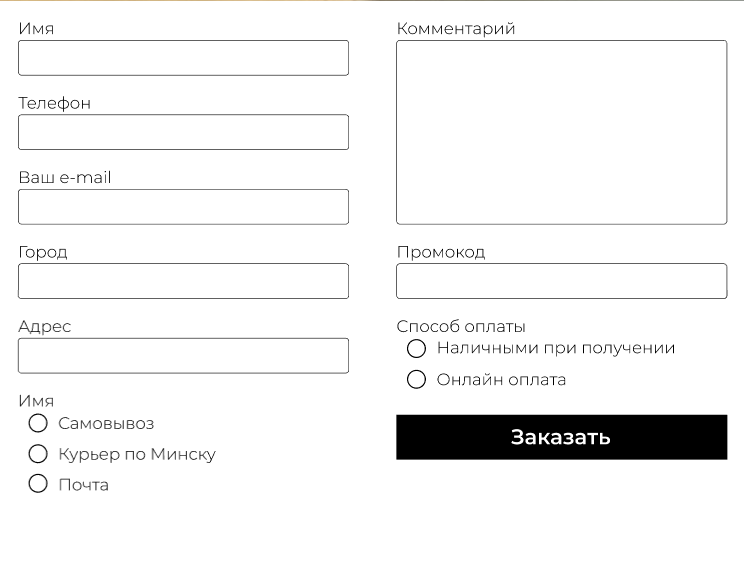 Имя
Телефон
Ваш e-mail
Город
Адрес
Имя
Самовывоз
Курьер по Минску
Почта
Комментарий
Промокод
Способ оплаты
Наличными при получении
Онлайн оплата
Заказать